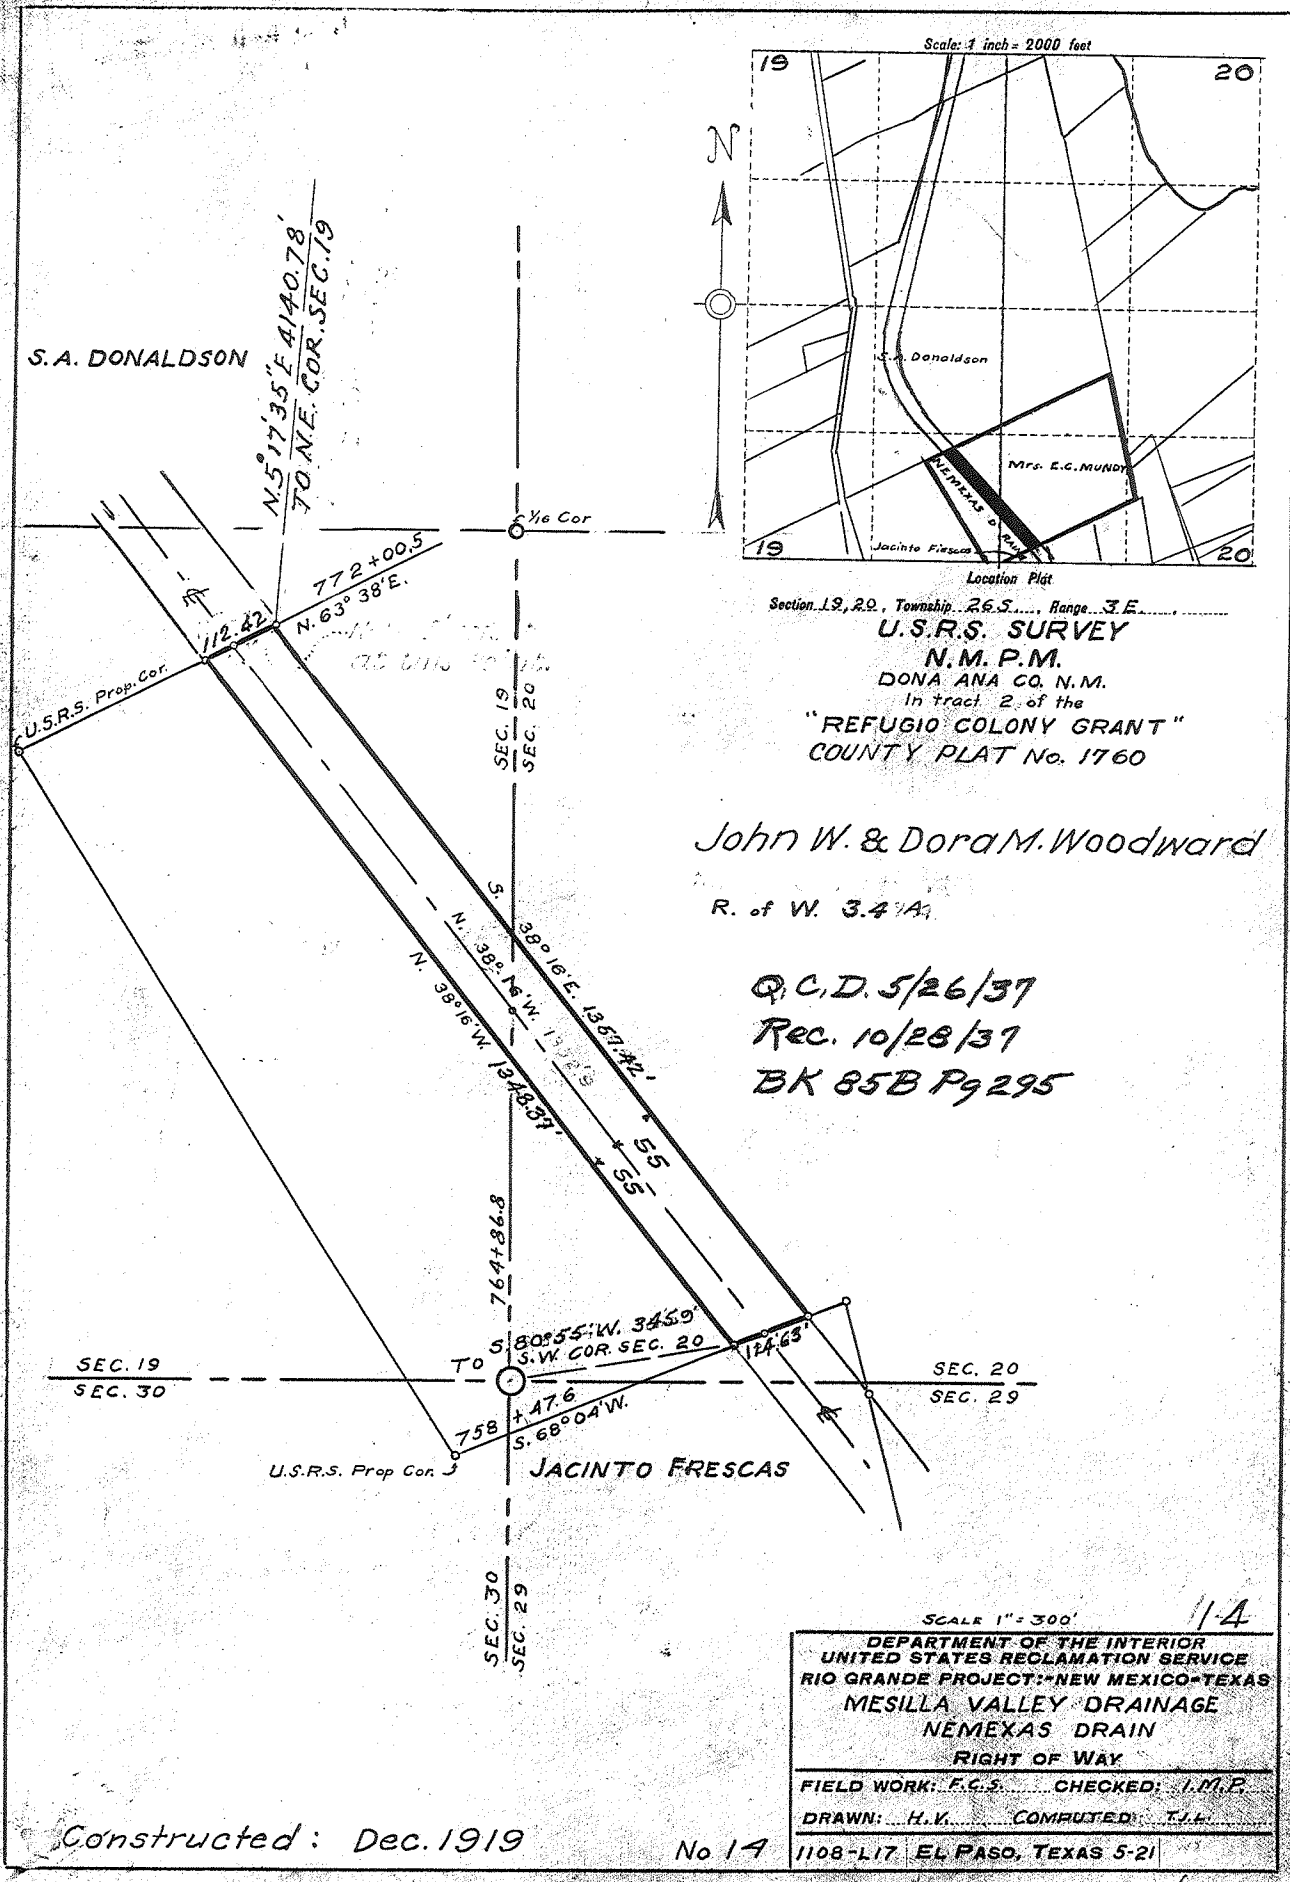 Scale: 1 inch = 2000 feet
19
20
N
S.A. Donaldson
Mrs. E.C. MUNDY
NEMEXAS DRAIN
Jacinto Frescas
19
20
Location Plat
Section 19,20, Township 26 S., Range 3 E.
U.S.R.S. SURVEY
N.M.P.M.
DONA ANA CO. N.M.
In tract 2 of the
"REFUGIO COLONY GRANT"
COUNTY PLAT No. 1760
John W. & Dora M. Woodward
R. of W. 3.4 A.
Q.C.D. 5/26/37
Rec. 10/28/37
BK 85B Pg 295
S.A. DONALDSON
N.5°17'35"E 4140.78'
TO N.E. COR. SEC. 19
1/16 Cor
772+00.5
N. 63° 38'E.
112.42'
U.S.R.S. Prop. Cor.
SEC. 19
SEC. 20
S. 38°16'E. 1357.42'
N. 38°16'W.
N. 38°16'W. 1348.37'
55
55
764+86.8
S.80°55'W. 345.9'
TO S.W. COR. SEC. 20
124.63'
SEC. 19
SEC. 30
SEC. 20
SEC. 29
758+47.6
S. 68°04'W.
U.S.R.S. Prop Cor.
JACINTO FRESCAS
SEC. 30
SEC. 29
SCALE 1"=300'
14
DEPARTMENT OF THE INTERIOR
UNITED STATES RECLAMATION SERVICE
RIO GRANDE PROJECT:-NEW MEXICO-TEXAS
MESILLA VALLEY DRAINAGE
NEMEXAS DRAIN
RIGHT OF WAY
FIELD WORK: F.C.S. CHECKED: I.M.P.
DRAWN: H.V. COMPUTED: T.J.L.
1108-L17 EL PASO, TEXAS 5-21
Constructed: Dec. 1919
No 14